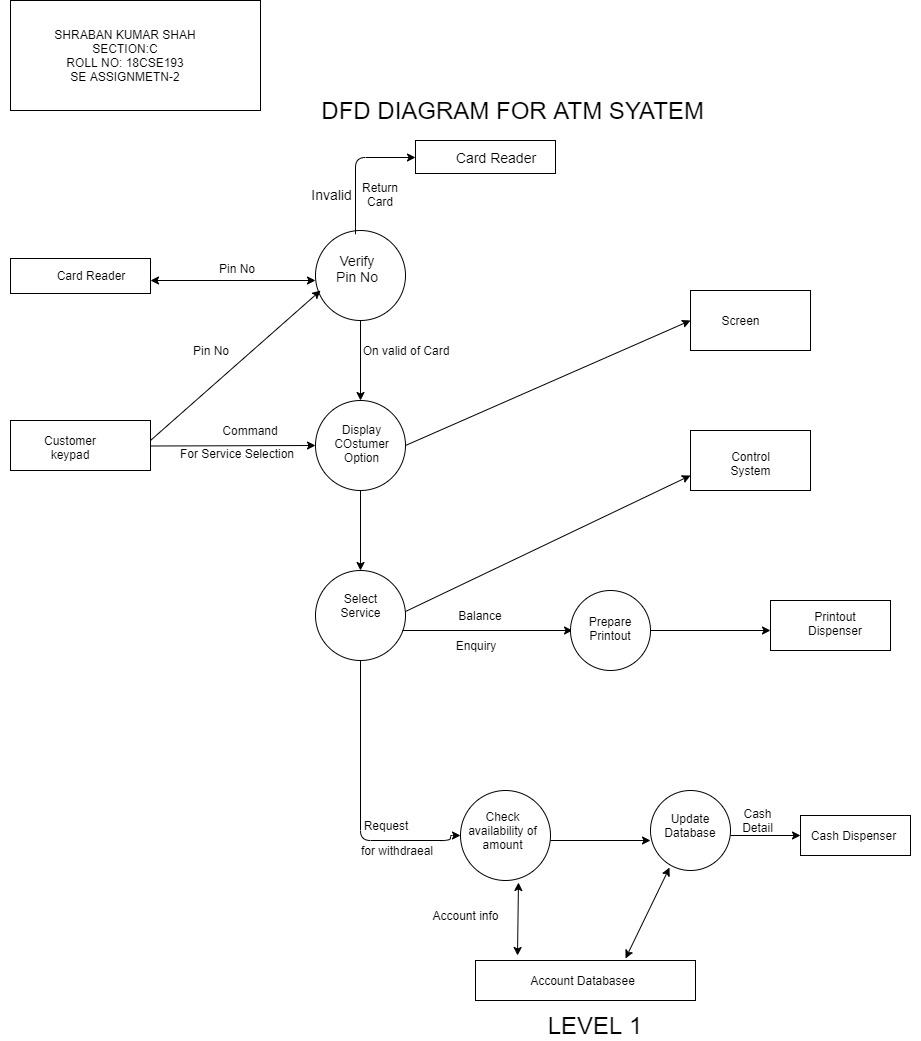 SHRABAN KUMAR SHAH
SECTION:C
ROLL NO: 18CSE193
SE ASSIGNMETN-2
DFD DIAGRAM FOR ATM SYATEM
Card Reader
Invalid
Return
Card
Verify
Pin No
Card Reader
Pin No
Screen
Pin No
On valid of Card
Customer
keypad
Command
For Service Selection
Display
COstumer
Option
Control
System
Select
Service
Balance
Enquiry
Prepare
Printout
Printout
Dispenser
Request
for withdraeal
Check
availability of
amount
Update
Database
Cash
Detail
Cash Dispenser
Account info
Account Databasee
LEVEL 1